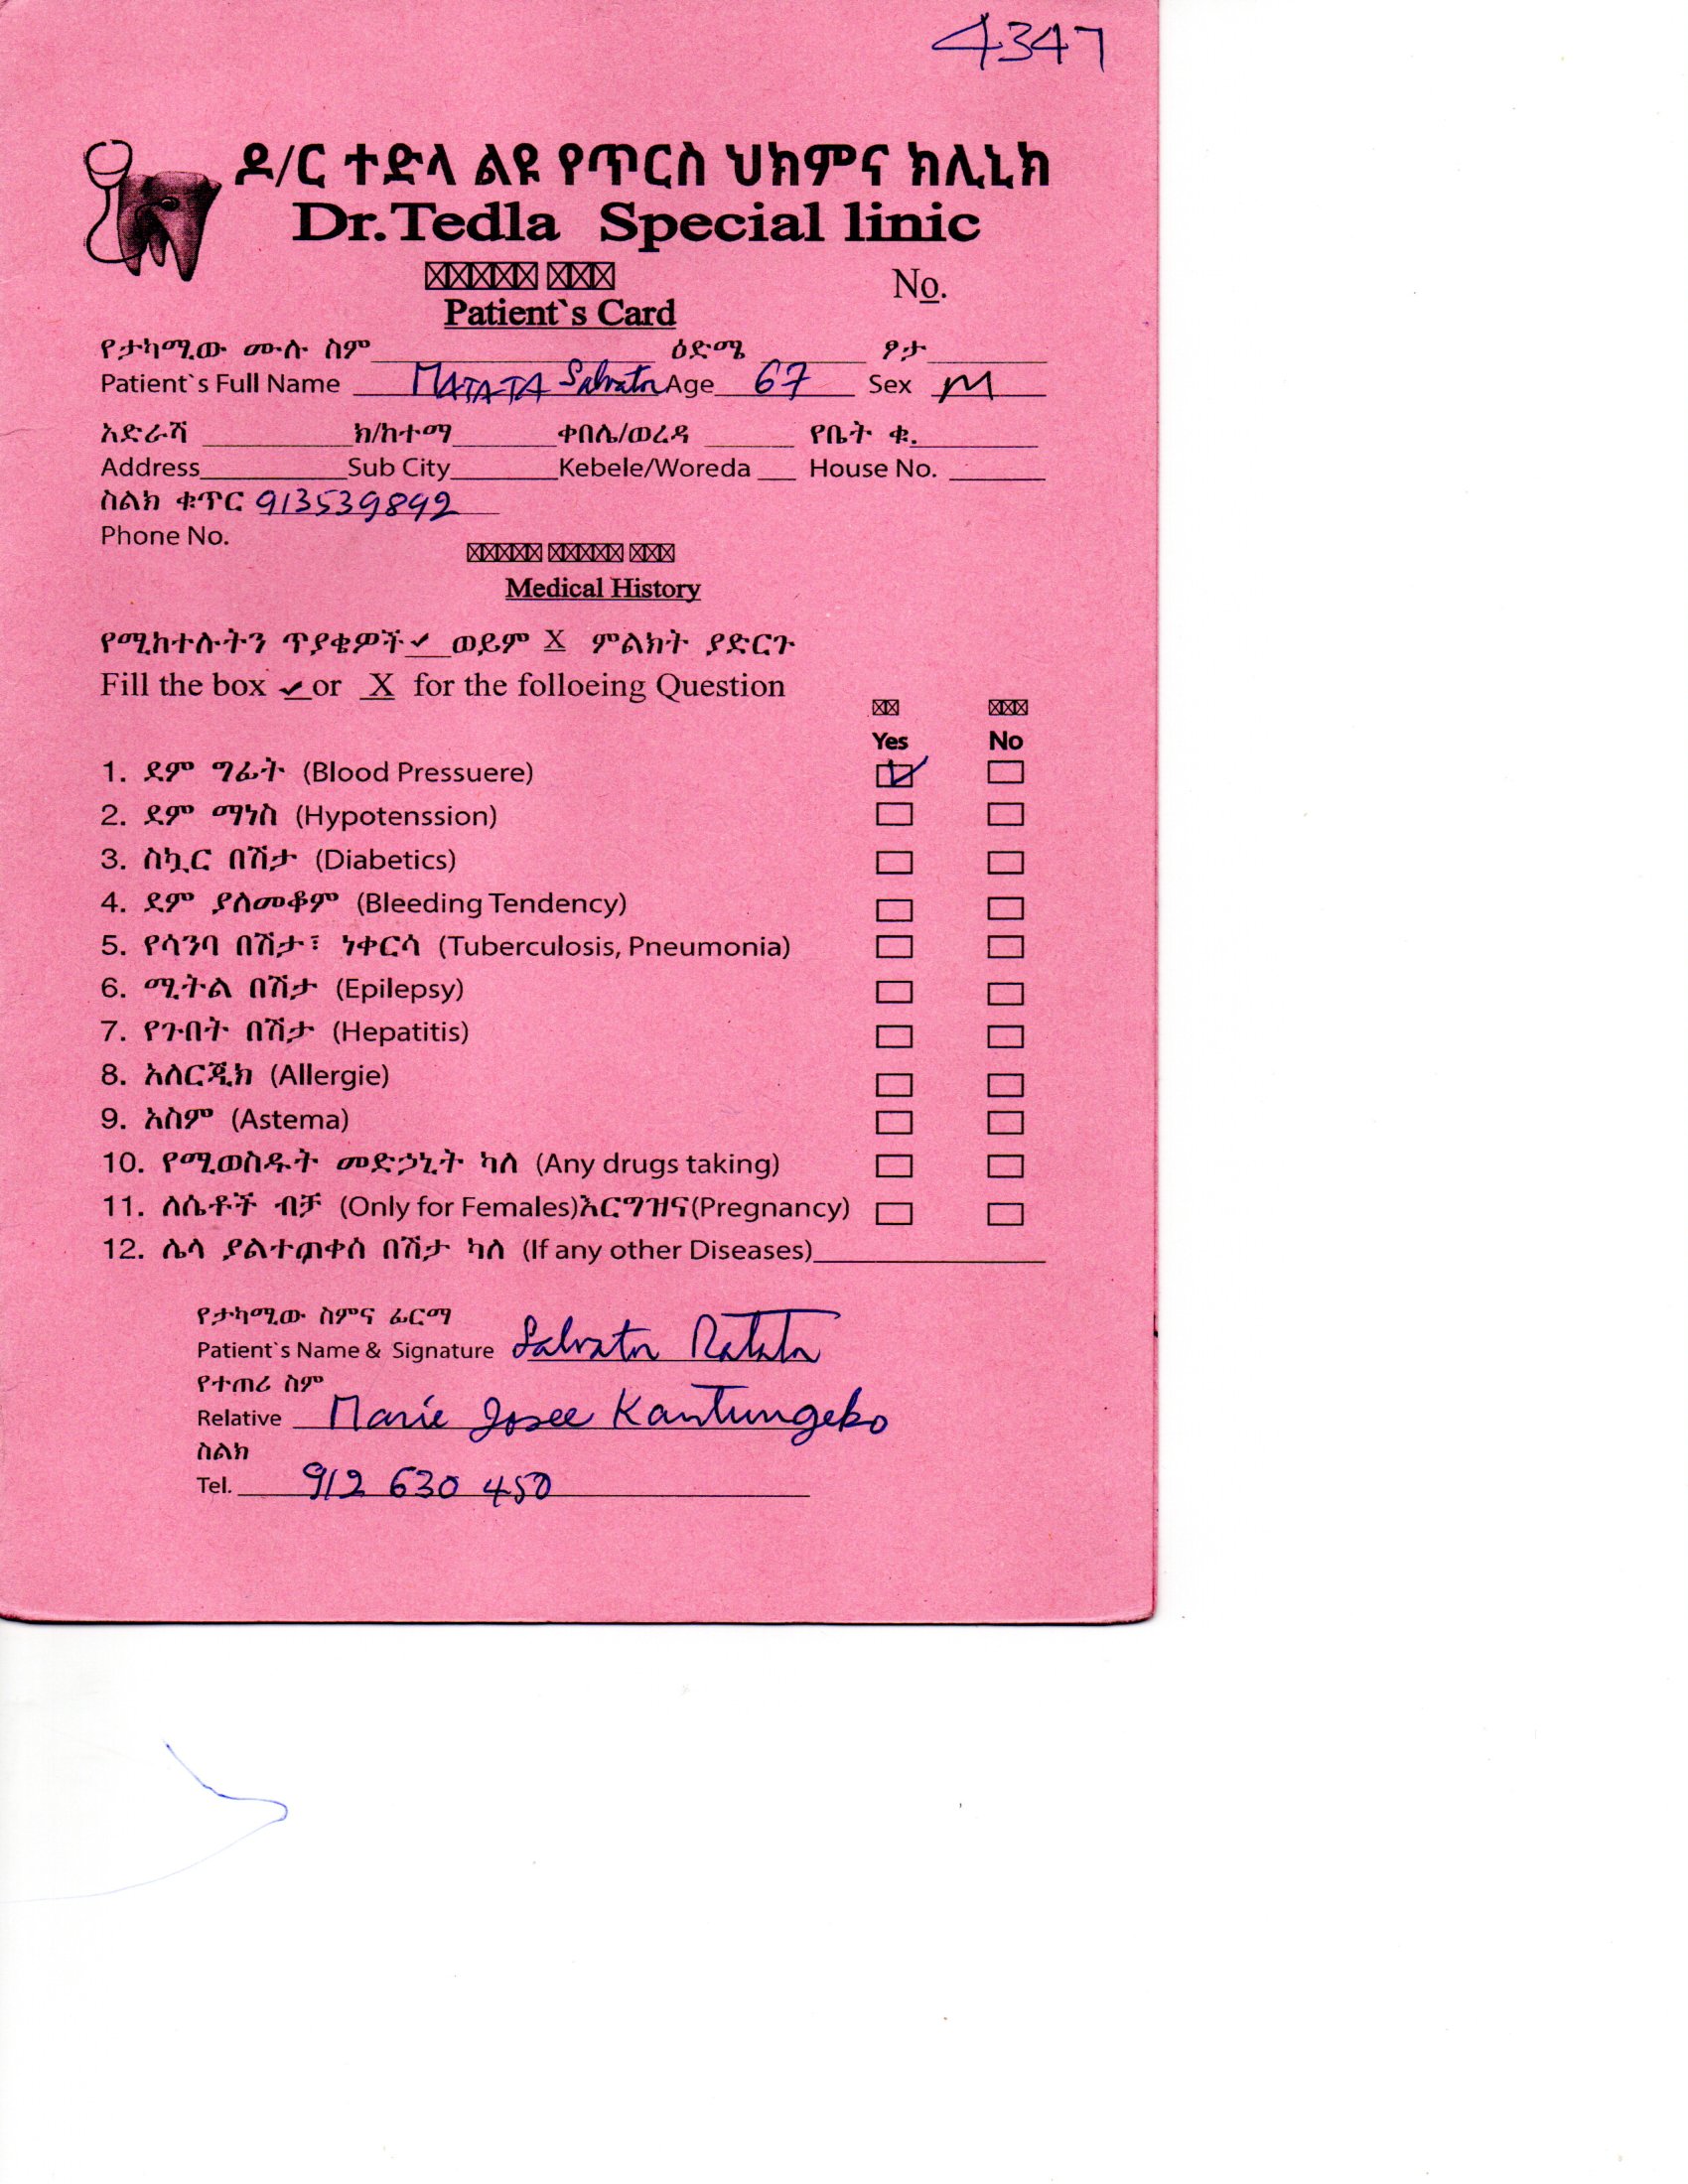 4347
ዶ/ር ተድላ ልዩ የጥርስ ህክምና ክሊኒክ
Dr.Tedla Special linic
No.
Patient`s Card
የታካሚው ሙሉ ስም ዕድሜ ፆታ
Patient`s Full Name MATATA Salvator Age 67 Sex M
አድራሻ ክ/ከተማ ቀበሌ/ወረዳ የቤት ቁ.
Address Sub City Kebele/Woreda House No.
ስልክ ቁጥር 913539892
Phone No.
Medical History
የሚከተሉትን ጥያቄዎች ✓ ወይም X ምልክት ያድርጉ
Fill the box ✓ or X for the folloeing Question
Yes No
1. ደም ግፊት (Blood Pressuere) ✓
2. ደም ማነስ (Hypotenssion)
3. ስኳር በሽታ (Diabetics)
4. ደም ያለመቆም (Bleeding Tendency)
5. የሳንባ በሽታ፣ ነቀርሳ (Tuberculosis, Pneumonia)
6. ሚትል በሽታ (Epilepsy)
7. የጉበት በሽታ (Hepatitis)
8. አለርጂክ (Allergie)
9. አስም (Astema)
10. የሚወስዱት መድኃኒት ካለ (Any drugs taking)
11. ለሴቶች ብቻ (Only for Females)እርግዝና(Pregnancy)
12. ሌላ ያልተጠቀሰ በሽታ ካለ (If any other Diseases)
የታካሚው ስምና ፊርማ
Patient`s Name & Signature Salvator Matata
የተጠሪ ስም
Relative Marie Josee Kantungeko
ስልክ
Tel. 912 630 450